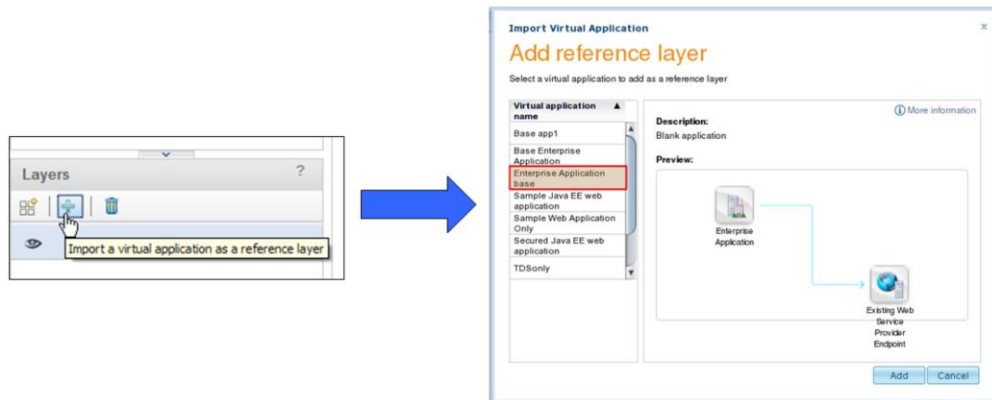 Layers
?
Import a virtual application as a reference layer
Import Virtual Application
x
Add reference layer
Select a virtual application to add as a reference layer
Virtual application
name
Base app1
Base Enterprise
Application
Enterprise Application
base
Sample Java EE web
application
Sample Web Application
Only
Secured Java EE web
application
TDSonly
More information
Description:
Blank application
Preview:
Enterprise
Application
Existing Web
Service
Provider
Endpoint
Add
Cancel